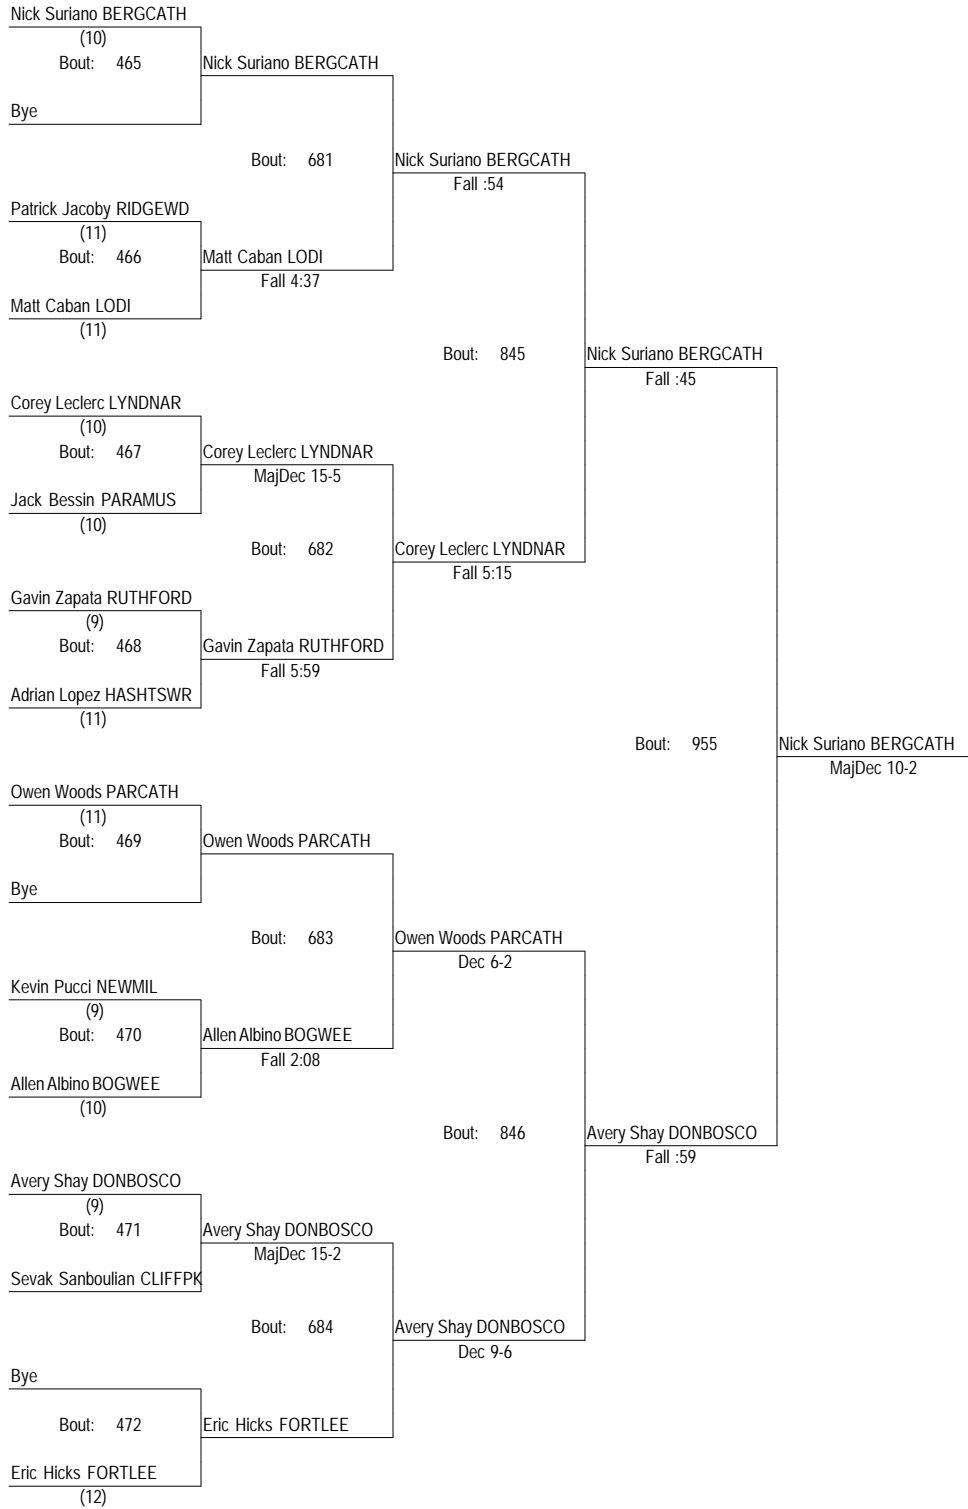 Nick Suriano BERGCATH
(10)
Bout: 465
Nick Suriano BERGCATH
Bye
Bout: 681
Nick Suriano BERGCATH
Fall :54
Patrick Jacoby RIDGEWD
(11)
Bout: 466
Matt Caban LODI
Fall 4:37
Matt Caban LODI
(11)
Bout: 845
Nick Suriano BERGCATH
Fall :45
Corey Leclerc LYNDNAR
(10)
Bout: 467
Corey Leclerc LYNDNAR
MajDec 15-5
Jack Bessin PARAMUS
(10)
Bout: 682
Corey Leclerc LYNDNAR
Fall 5:15
Gavin Zapata RUTHFORD
(9)
Bout: 468
Gavin Zapata RUTHFORD
Fall 5:59
Adrian Lopez HASHTSWR
(11)
Bout: 955
Nick Suriano BERGCATH
MajDec 10-2
Owen Woods PARCATH
(11)
Bout: 469
Owen Woods PARCATH
Bye
Bout: 683
Owen Woods PARCATH
Dec 6-2
Kevin Pucci NEWMIL
(9)
Bout: 470
Allen Albino BOGWEE
Fall 2:08
Allen Albino BOGWEE
(10)
Bout: 846
Avery Shay DONBOSCO
Fall :59
Avery Shay DONBOSCO
(9)
Bout: 471
Avery Shay DONBOSCO
MajDec 15-2
Sevak Sanboulian CLIFFPK
Bout: 684
Avery Shay DONBOSCO
Dec 9-6
Bye
Bout: 472
Eric Hicks FORTLEE
Eric Hicks FORTLEE
(12)